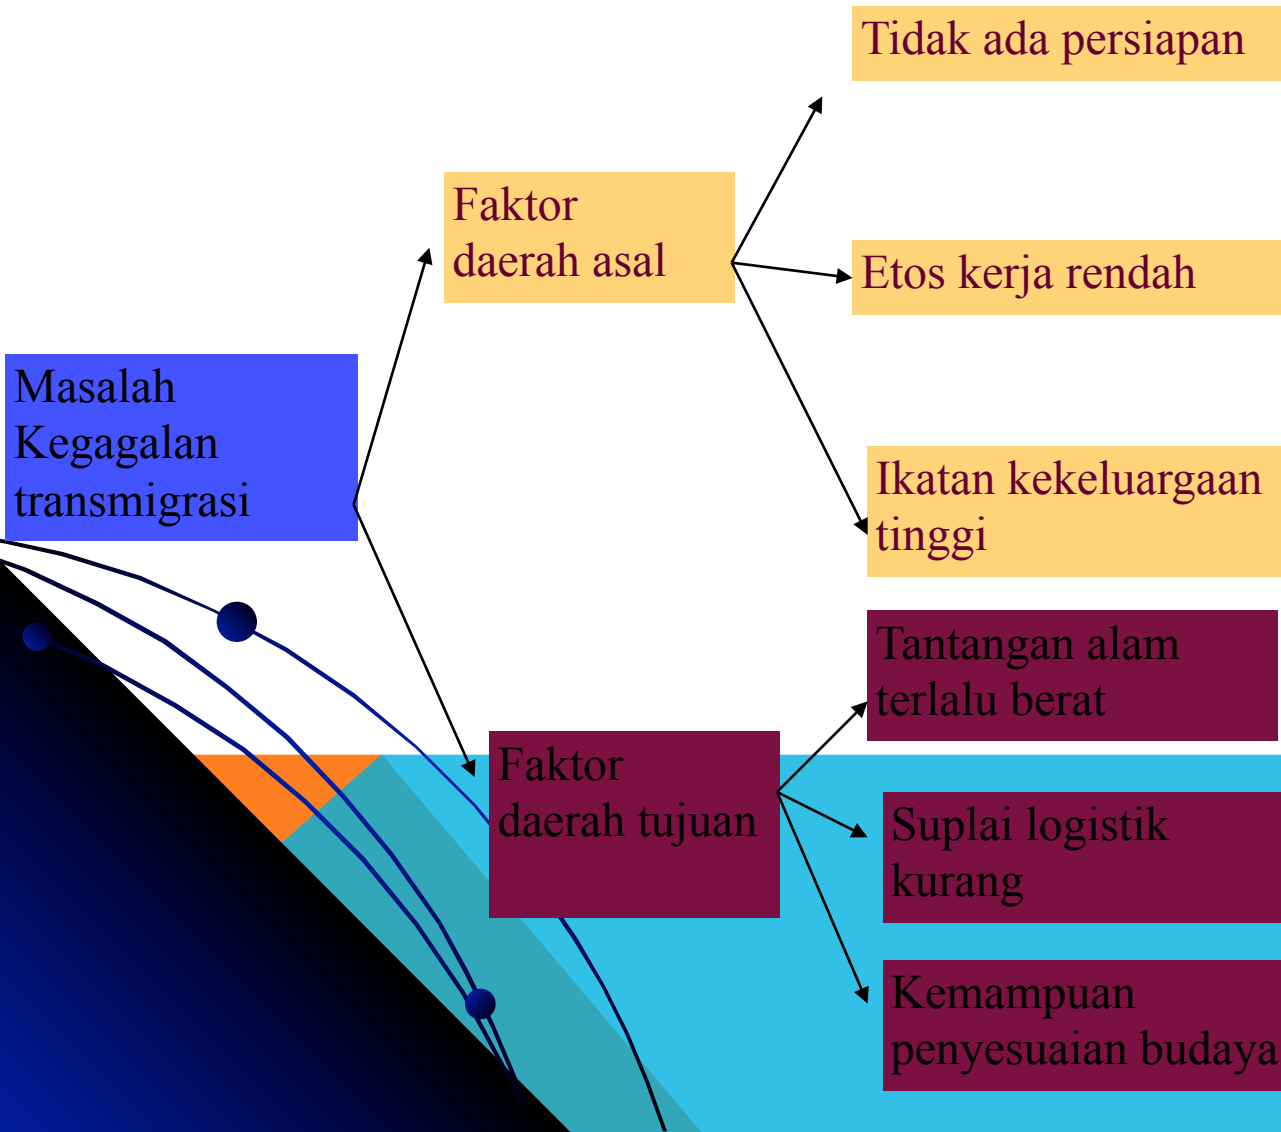 Tidak ada persiapan
Faktor
daerah asal
Etos kerja rendah
Masalah
Kegagalan
transmigrasi
Ikatan kekeluargaan
tinggi
Tantangan alam
terlalu berat
Faktor
daerah tujuan
Suplai logistik
kurang
Kemampuan
penyesuaian budaya